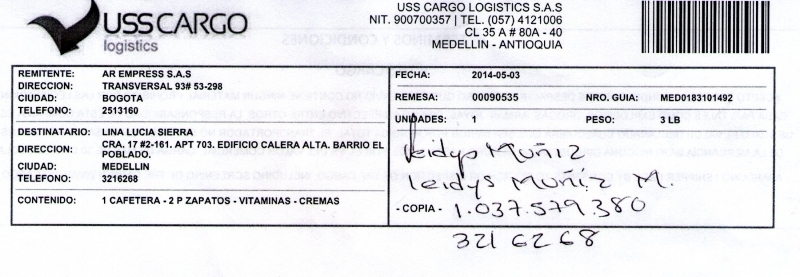 USSCARGO
logistics
USS CARGO LOGISTICS S.A.S
NIT. 900700357 | TEL. (057) 4121006
CL 35 A # 80A - 40
MEDELLIN - ANTIOQUIA
REMITENTE: AR EMPRESS S.A.S
DIRECCION: TRANSVERSAL 93# 53-298
CIUDAD: BOGOTA
TELEFONO: 2513160
DESTINATARIO: LINA LUCIA SIERRA
DIRECCION: CRA. 17 #2-161. APT 703. EDIFICIO CALERA ALTA. BARRIO EL
POBLADO,
CIUDAD: MEDELLIN
TELEFONO: 3216268
CONTENIDO: 1 CAFETERA - 2 P ZAPATOS - VITAMINAS - CREMAS
FECHA: 2014-05-03
REMESA: 00090535 NRO. GUIA: MED0183101492
UNIDADES: 1 PESO: 3 LB
Leidys Muñiz
Leidys Muñiz M.
- COPIA - 1.037.579.380
321 6268